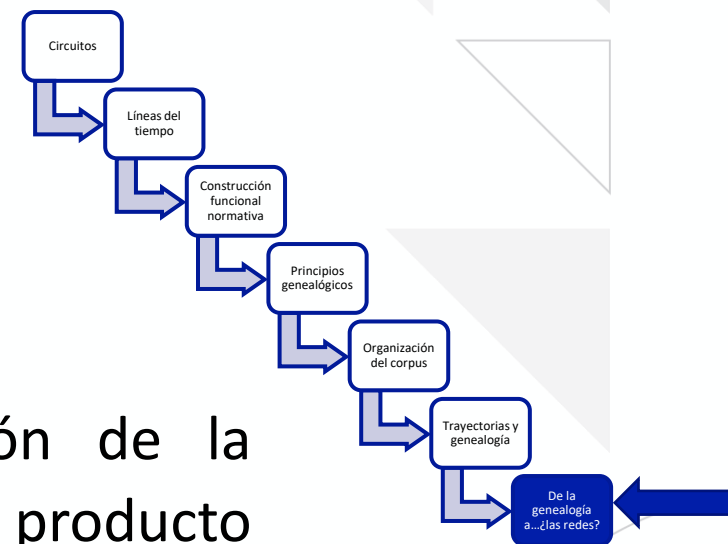 Circuitos
Líneas del
tiempo
Construcción
funcional
normativa
Principios
genealógicos
Organización
del corpus
Trayectorias y
genealogía
De la
genealogía
a...¿las redes?
ón de la
producto